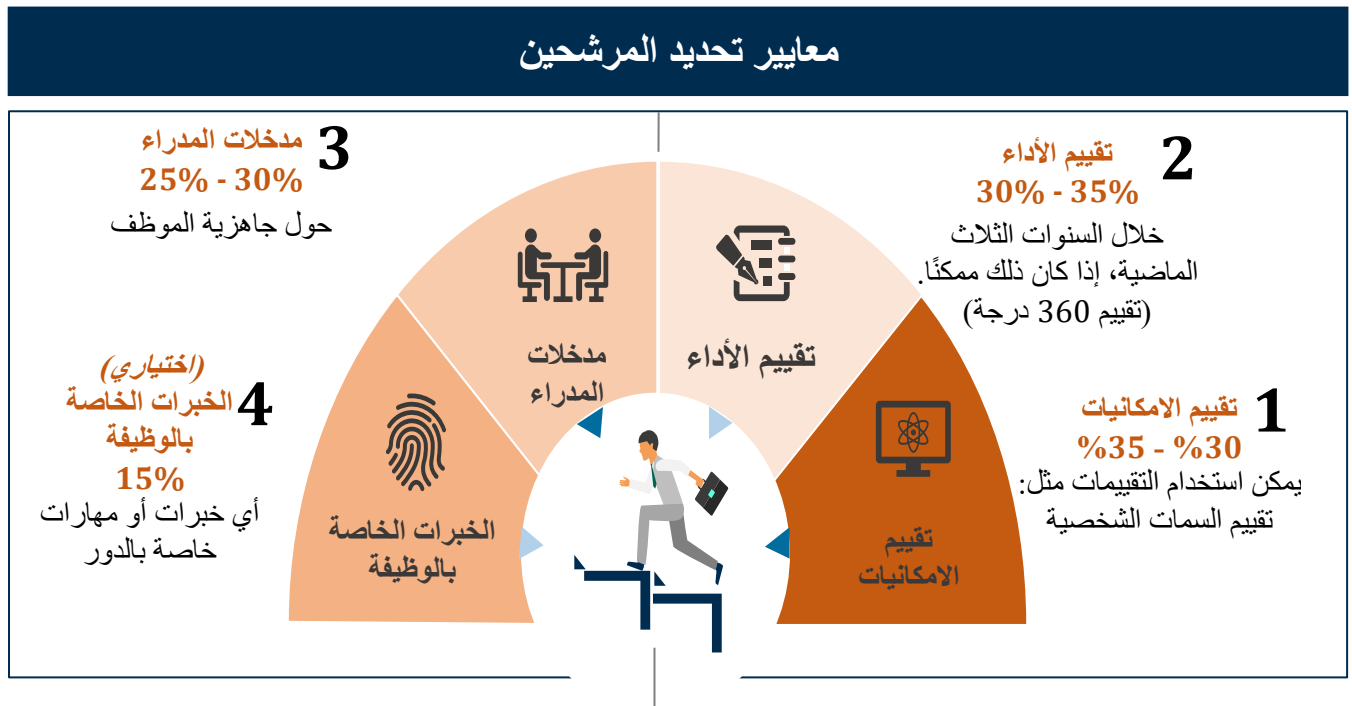 معايير تحديد المرشحين
1
تقييم الامكانيات
%30 - %35
يمكن استخدام التقييمات مثل:
تقييم السمات الشخصية
2
تقييم الأداء
30% - 35%
خلال السنوات الثلاث
الماضية، إذا كان ذلك ممكنًا.
(تقييم 360 درجة)
3
مدخلات المدراء
25% - 30%
حول جاهزية الموظف
4
(اختياري)
الخبرات الخاصة
بالوظيفة
15%
أي خبرات أو مهارات
خاصة بالدور
تقييم
الامكانيات
تقييم الأداء
مدخلات
المدراء
الخبرات الخاصة
بالوظيفة